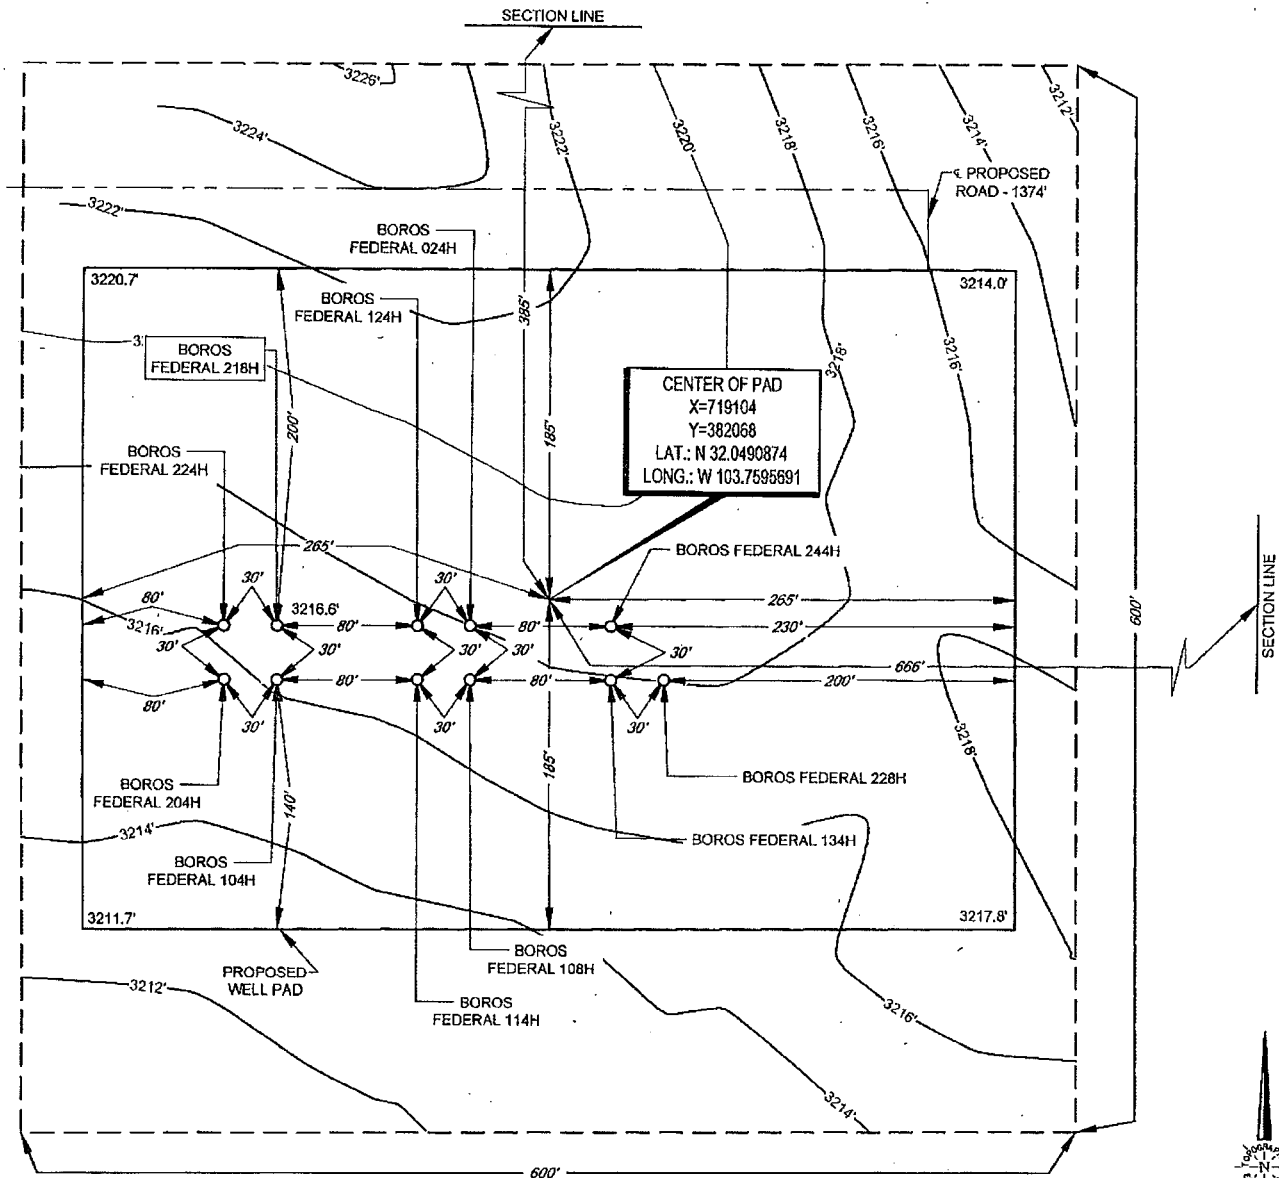 SECTION LINE
3226'
3224'
3222'
3220'
3218'
3216'
3214'
3212'
℄ PROPOSED
ROAD - 1374'
3222'
BOROS
FEDERAL 024H
385'
3220.7'
3214.0'
BOROS
FEDERAL 124H
BOROS
FEDERAL 218H
200'
185'
3218'
3216'
CENTER OF PAD
X=719104
Y=382068
LAT.: N 32.0490874
LONG.: W 103.7595691
BOROS
FEDERAL 224H
265'
BOROS FEDERAL 244H
SECTION LINE
600'
80'
30'
3216.6'
80'
30'
80'
265'
230'
3216'
30'
30'
30'
30'
30'
666'
80'
30'
80'
30'
80'
30'
200'
3218'
BOROS
FEDERAL 204H
140'
185'
BOROS FEDERAL 228H
3214'
BOROS
FEDERAL 104H
BOROS FEDERAL 134H
3211.7'
3217.8'
PROPOSED
WELL PAD
BOROS
FEDERAL 108H
3212'
BOROS
FEDERAL 114H
3216'
3214'
600'
N